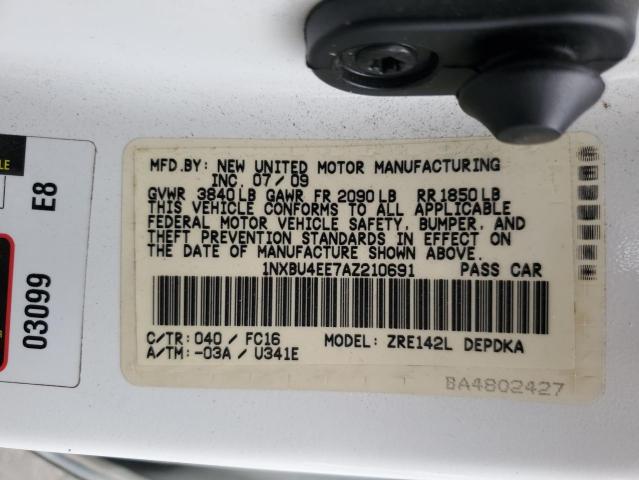 MFD.BY: NEW UNITED MOTOR MANUFACTURING
INC. 07/09
GVWR 3840LB GAWR FR 2090LB RR 1850LB
THIS VEHICLE CONFORMS TO ALL APPLICABLE
FEDERAL MOTOR VEHICLE SAFETY, BUMPER, AND
THEFT PREVENTION STANDARDS IN EFFECT ON
THE DATE OF MANUFACTURE SHOWN ABOVE.
1NXBU4EE7AZ210691 PASS CAR
C/TR: 040 / FC16 MODEL: ZRE142L DEPDKA
A/TM: -03A / U341E
BA4802427
03099 E8